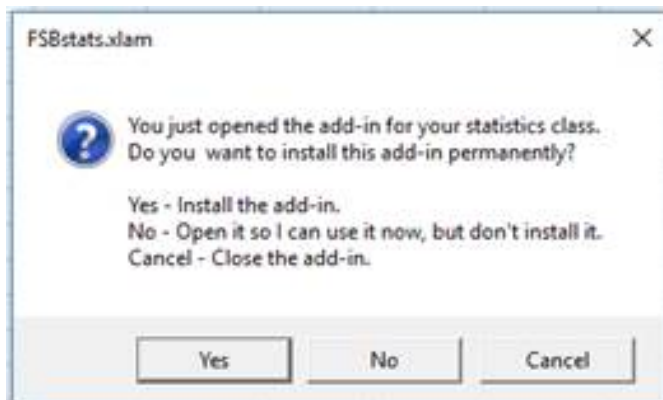 FSBstats.xlam
You just opened the add-in for your statistics class.
Do you want to install this add-in permanently?
Yes - Install the add-in.
No - Open it so I can use it now, but don't install it.
Cancel - Close the add-in.
Yes No Cancel